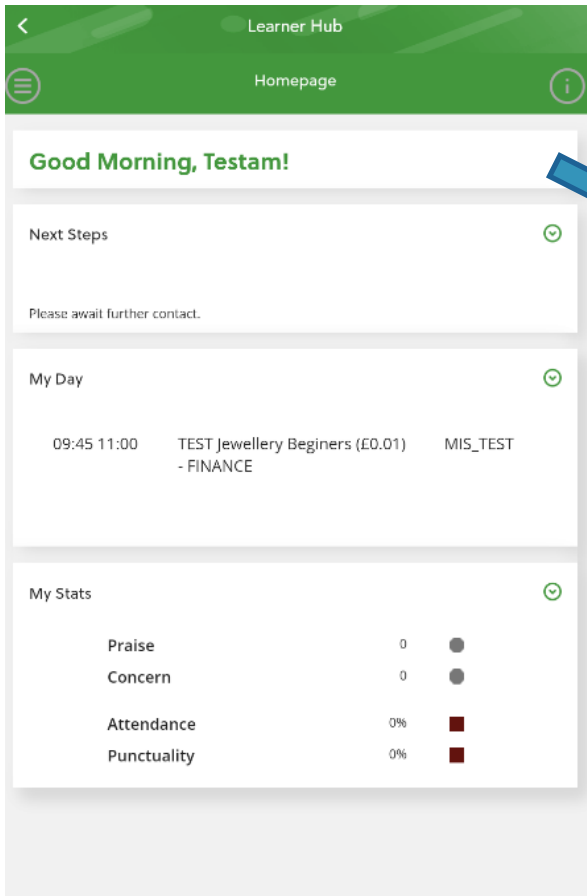 Learner Hub
Homepage
Good Morning, Testam!
Next Steps
Please await further contact.
My Day
09:45 11:00 TEST Jewellery Beginers (£0.01) MIS_TEST
- FINANCE
My Stats
Praise 0
Concern 0
Attendance 0%
Punctuality 0%